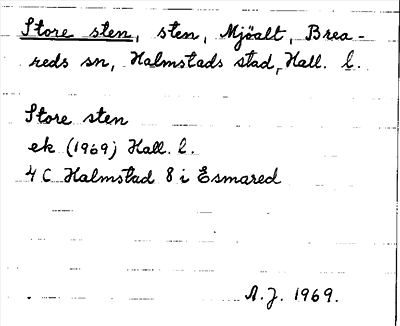 Store sten, sten, Mjöalt, Brea-
reds sn, Halmstads stad, Hall. l.
Store sten
ek (1969) Hall. l.
4 C Halmstad 8 i Esmared
A.J. 1969.